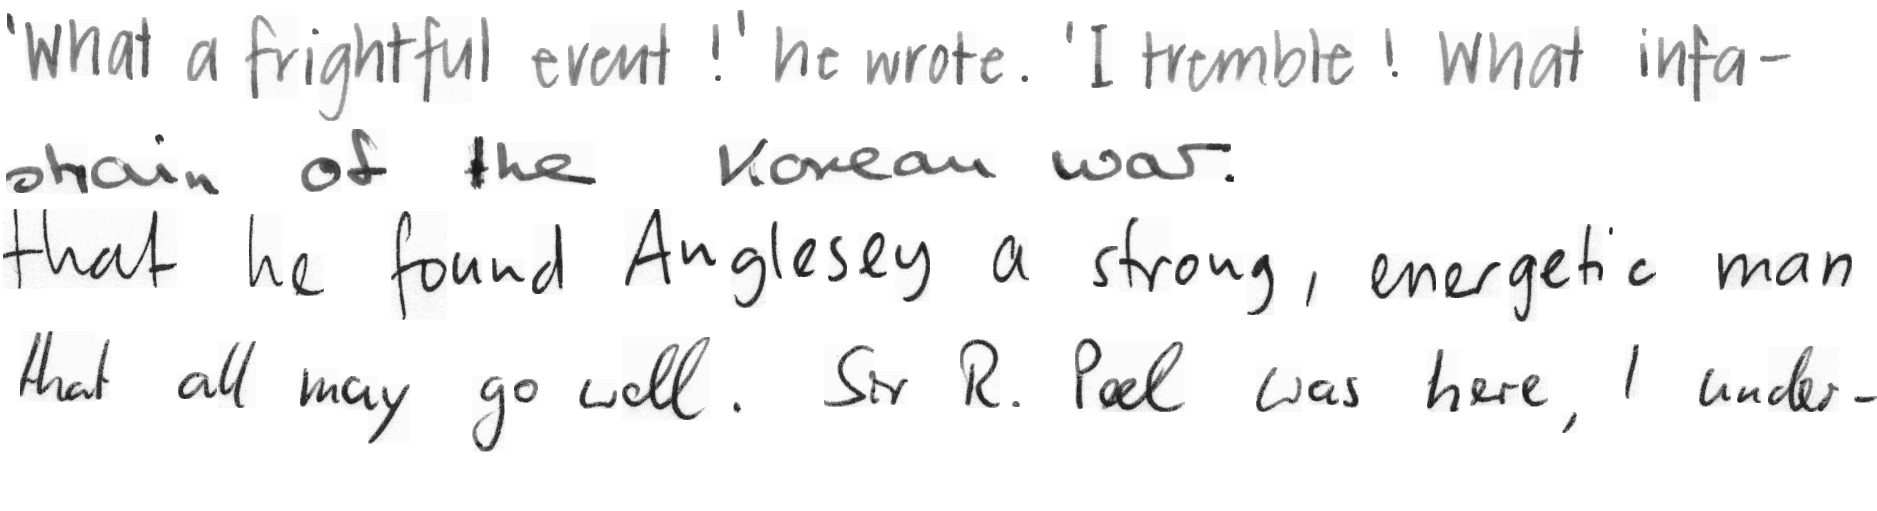 'What a frightful event!' he wrote. 'I tremble! What infa-
strain of the Korean war.
that he found Anglesey a strong, energetic man
that all may go well. Sir R. Peel was here, I under-